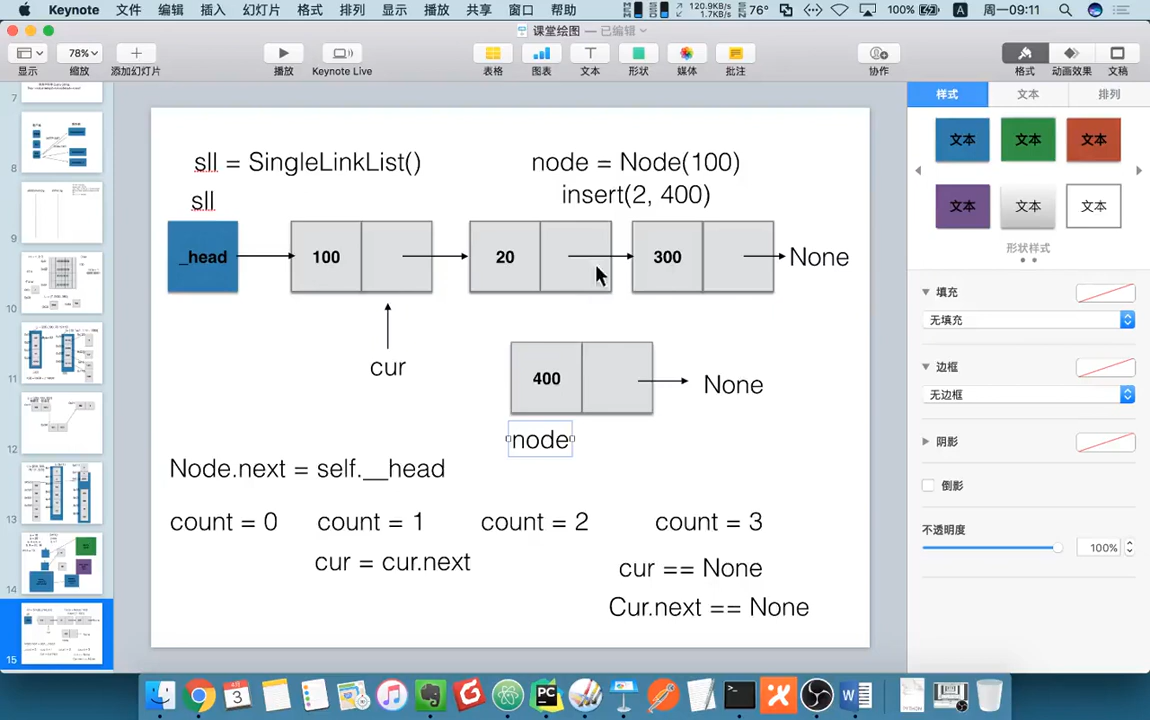 Keynote 文件 编辑 插入 幻灯片 格式 排列 显示 播放 共享 窗口 帮助 120.9KB/s 1.7KB/s 76° 100% A 周一09:11
课堂绘图 — 已编辑
78%
显示 缩放 添加幻灯片 播放 Keynote Live 表格 图表 文本 形状 媒体 批注 协作 格式 动画效果 文稿
样式 文本 排列
7
8
9
10
11
12
13
14
15
sll = SingleLinkList()
node = Node(100)
insert(2, 400)
sll
_head
100
20
300
None
cur
400
None
node
Node.next = self.__head
count = 0 count = 1 count = 2 count = 3
cur = cur.next
cur == None
Cur.next == None
文本 文本 文本
文本 文本 文本
形状样式
填充
无填充
边框
无边框
阴影
倒影
不透明度
100%